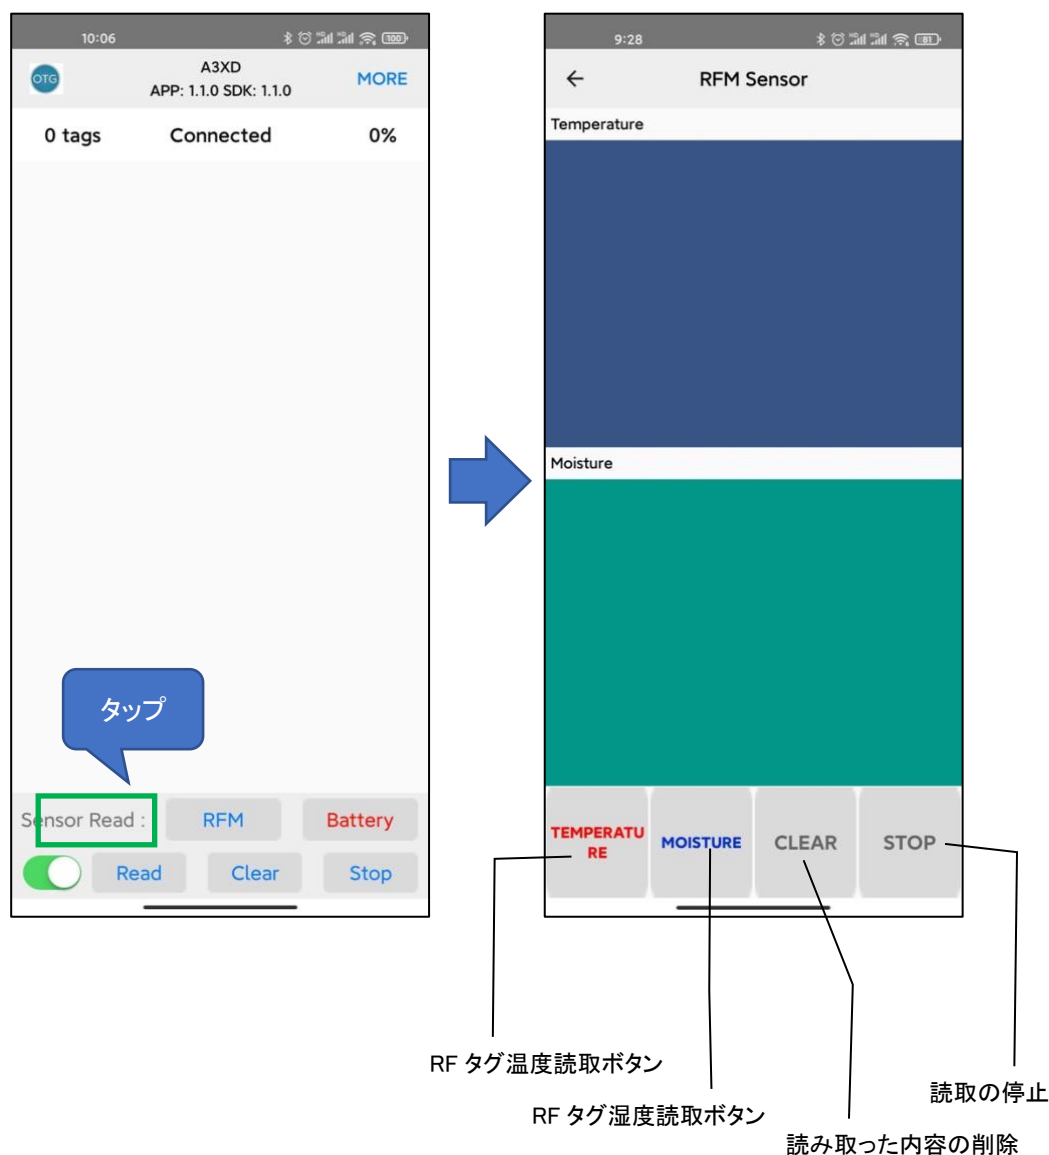 10:06
100
OTG
A3XD
APP: 1.1.0 SDK: 1.1.0
MORE
0 tags
Connected
0%
タップ
Sensor Read :
RFM
Battery
Read
Clear
Stop
9:28
81
RFM Sensor
Temperature
Moisture
TEMPERATU
RE
MOISTURE
CLEAR
STOP
RF タグ温度読取ボタン
読取の停止
RF タグ湿度読取ボタン
読み取った内容の削除